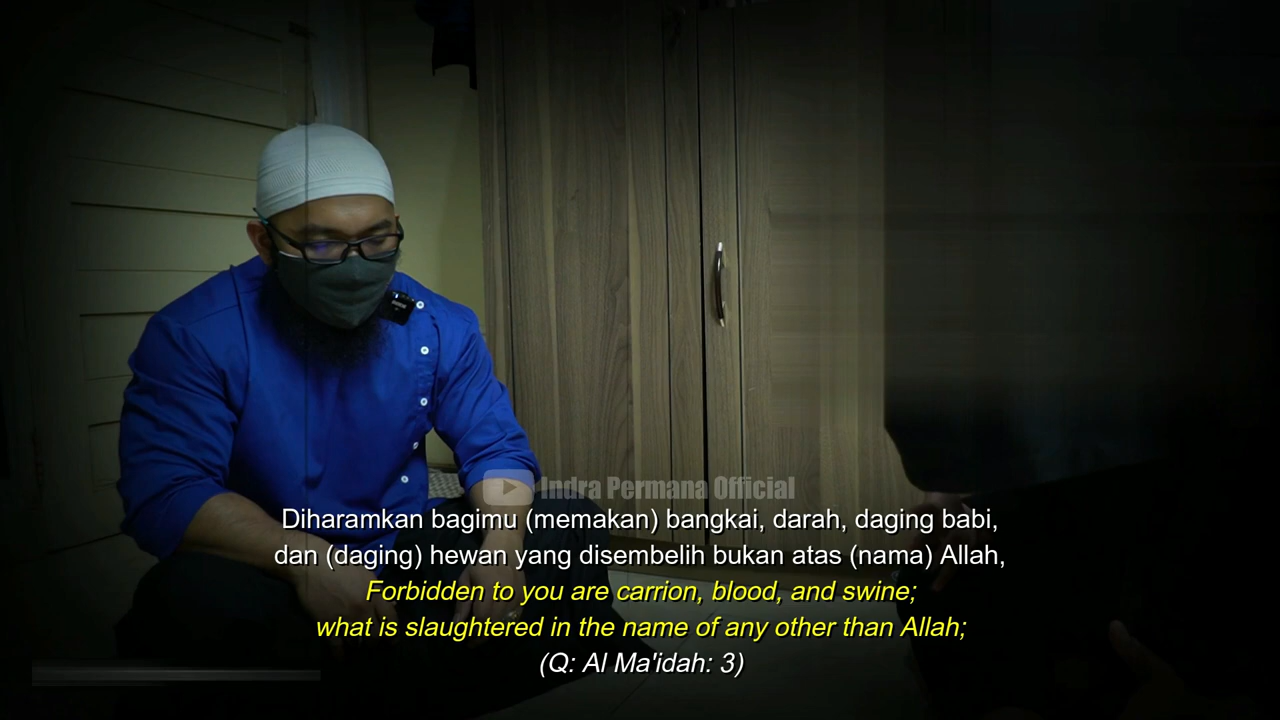 Indra Permana Official
Diharamkan bagimu (memakan) bangkai, darah, daging babi,
dan (daging) hewan yang disembelih bukan atas (nama) Allah,
Forbidden to you are carrion, blood, and swine;
what is slaughtered in the name of any other than Allah;
(Q: Al Ma'idah: 3)